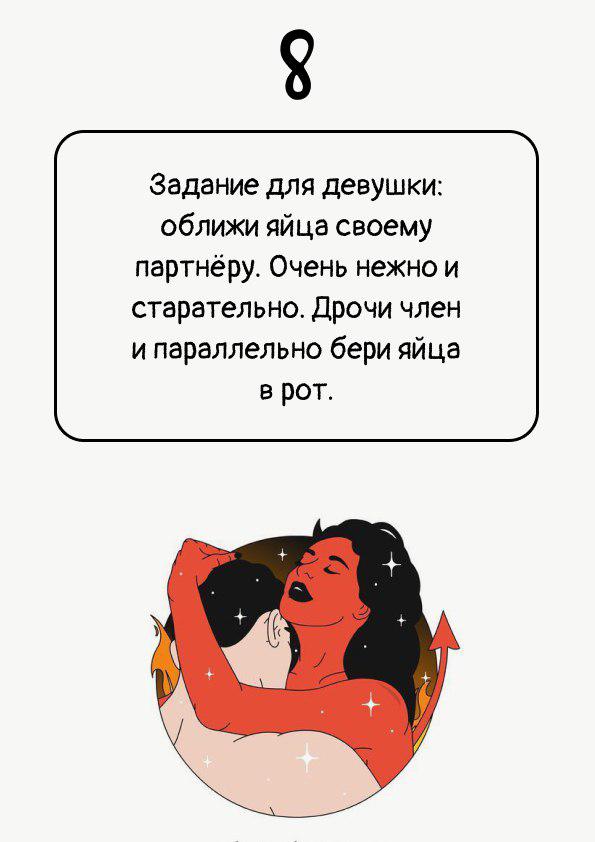 8
Задание для девушки:
оближи яйца своему
партнёру. Очень нежно и
старательно. Дрочи член
и параллельно бери яйца
в рот.